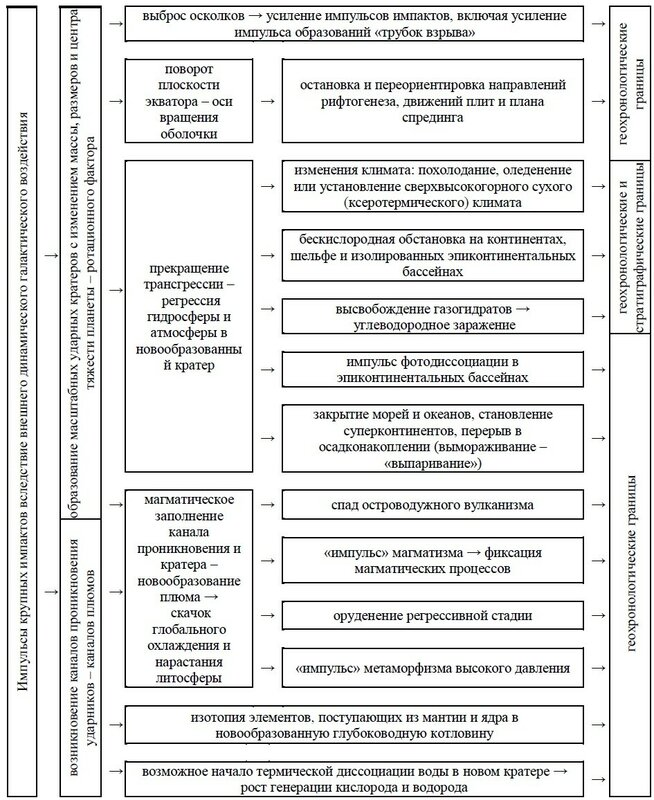 Импульсы крупных импактов вследствие внешнего динамического галактического воздействия
→
образование масштабных ударных кратеров с изменением массы, размеров и центра
тяжести планеты – ротационного фактора
→
выброс осколков → усиление импульсов импактов, включая усиление
импульса образований «трубок взрыва»
→
геохронологические
границы
→
поворот
плоскости
экватора – оси
вращения
оболочки
→
остановка и переориентировка направлений
рифтогенеза, движений плит и плана
спрединга
→
→
прекращение
трансгрессии –
регрессия
гидросферы и
атмосферы в
новообразованны
й кратер
→
изменения климата: похолодание, оледенение
или установление сверхвысокогорного сухого
(ксеротермического) климата
→
геохронологические и
стратиграфические границы
→
бескислородная обстановка на континентах,
шельфе и изолированных эпиконтинентальных
бассейнах
→
→
высвобождение газогидратов →
углеводородное заражение
→
→
импульс фотодиссоциации в
эпиконтинентальных бассейнах
→
геохронологические границы
→
закрытие морей и океанов, становление
суперконтинентов, перерыв в
осадконакоплении (вымораживание –
«выпаривание»)
→
→
возникновение каналов проникновения
ударников – каналов плюмов
→
магматическое
заполнение
канала
проникновения и
кратера –
новообразование
плюма →
скачок
глобального
охлаждения и
нарастания
литосферы
→
спад островодужного вулканизма
→
→
«импульс» магматизма → фиксация
магматических процессов
→
→
оруденение регрессивной стадии
→
→
«импульс» метаморфизма высокого давления
→
→
изотопия элементов, поступающих из мантии и ядра в
новообразованную глубоководную котловину
→
→
возможное начало термической диссоциации воды в новом кратере →
рост генерации кислорода и водорода
→